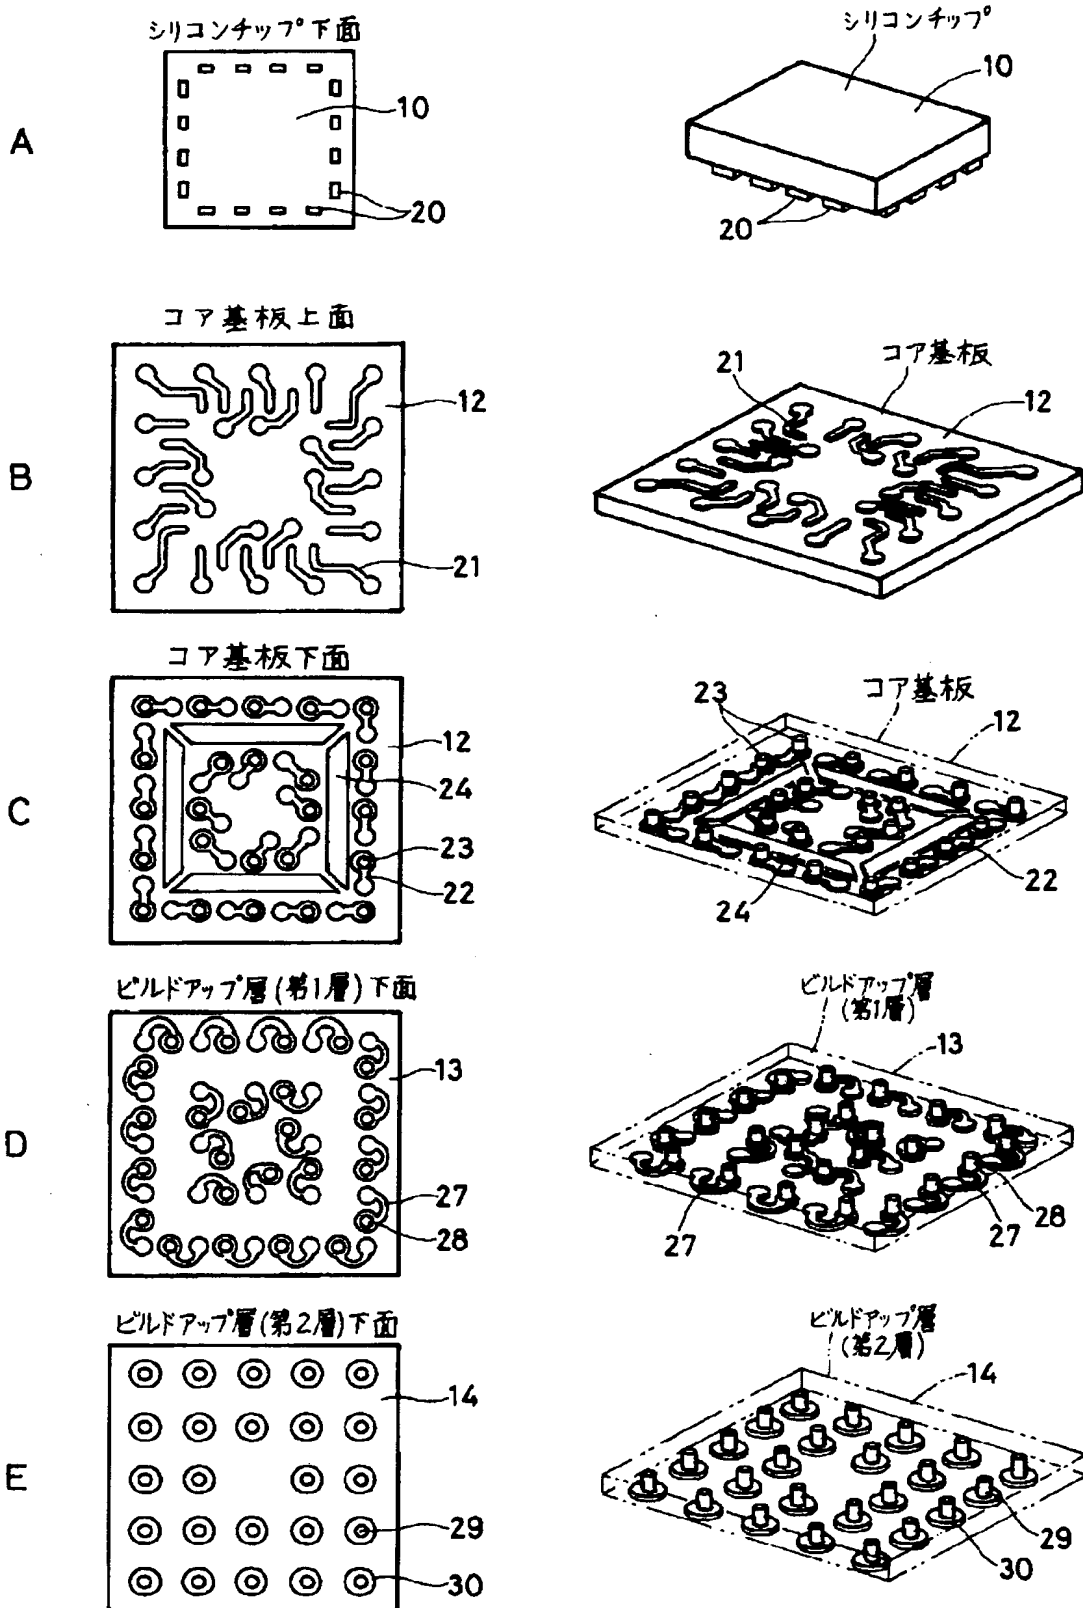 シリコンチップ下面
10
20
シリコンチップ
10
20
A
コア基板上面
12
21
コア基板
21
12
B
コア基板下面
12
24
23
22
コア基板
23
12
22
24
C
ビルドアップ層(第1層)下面
13
27
28
ビルドアップ層
(第1層)
13
28
27
27
D
ビルドアップ層(第2層)下面
14
29
30
ビルドアップ層
(第2層)
14
29
30
E